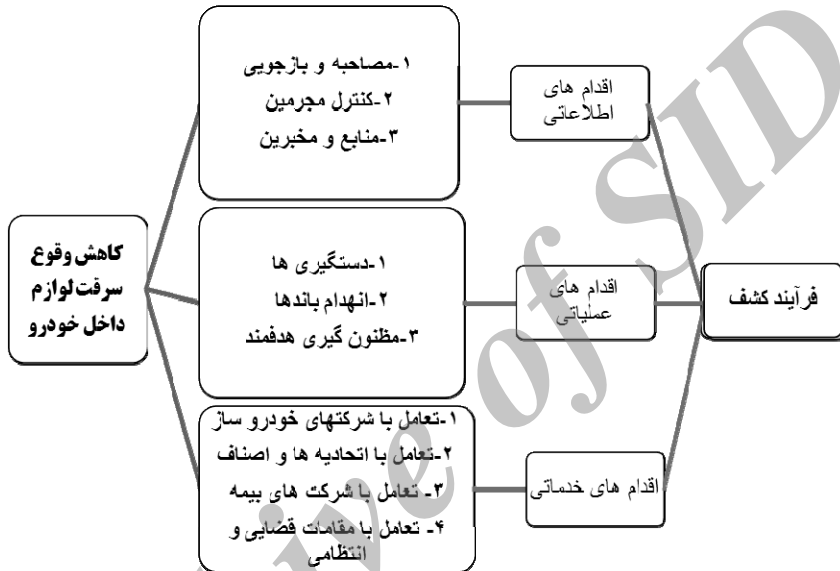 فرآیند کشف
اقدام های
اطلاعاتی
۱-مصاحبه و بازجویی
۲-کنترل مجرمین
۳-منابع و مخبرین
اقدام های
عملیاتی
۱-دستگیری ها
۲-انهدام باندها
۳-مظنون گیری هدفمند
اقدام های خدماتی
۱-تعامل با شرکتهای خودرو ساز
۲-تعامل با اتحادیه ها و اصناف
۳- تعامل با شرکت های بیمه
۴- تعامل با مقامات قضایی و
انتظامی
کاهش وقوع
سرقت لوازم
داخل خودرو
ive of SID